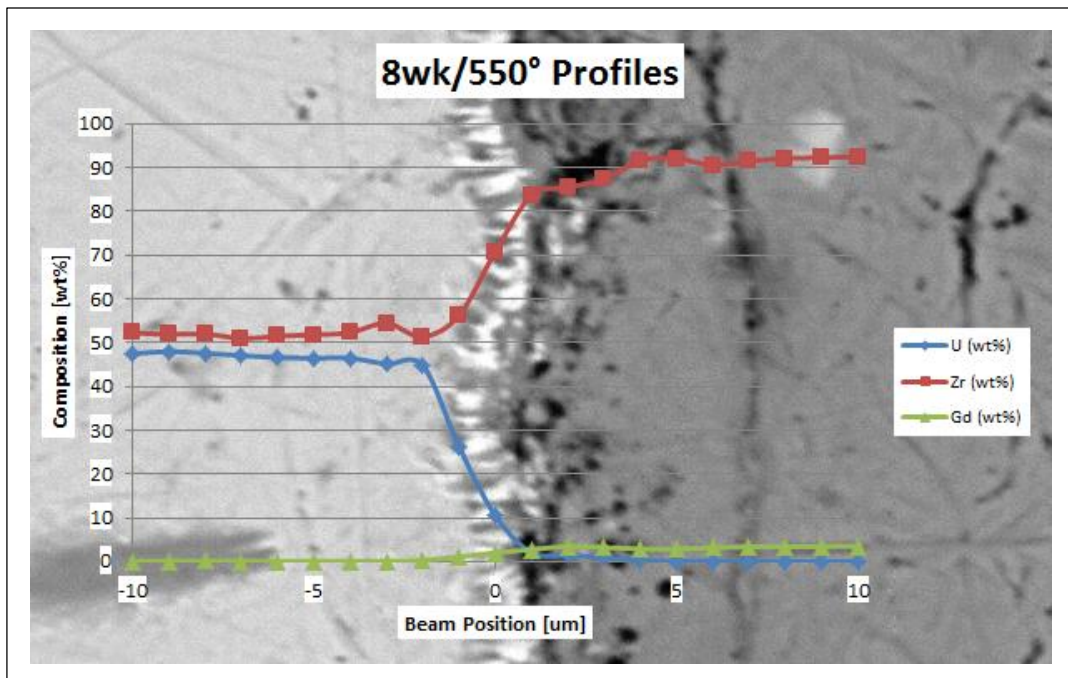 8wk/550° Profiles
100
90
80
70
60
50
40
30
20
10
0
Composition [wt%]
-10
-5
0
5
10
Beam Position [um]
U (wt%)
Zr (wt%)
Gd (wt%)